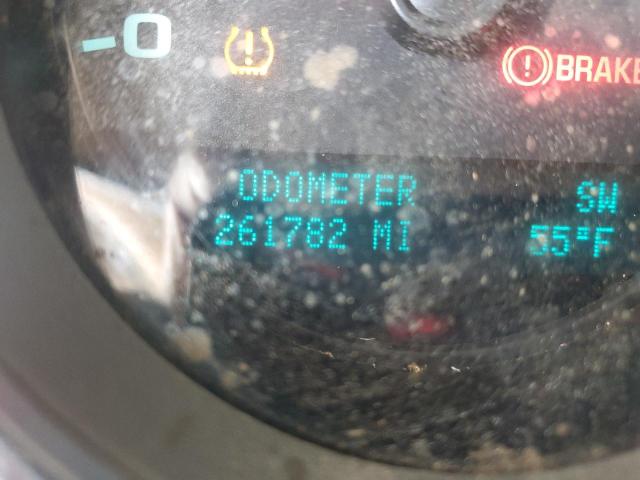 -0
BRAKE
ODOMETER SW
261782 MI 55°F